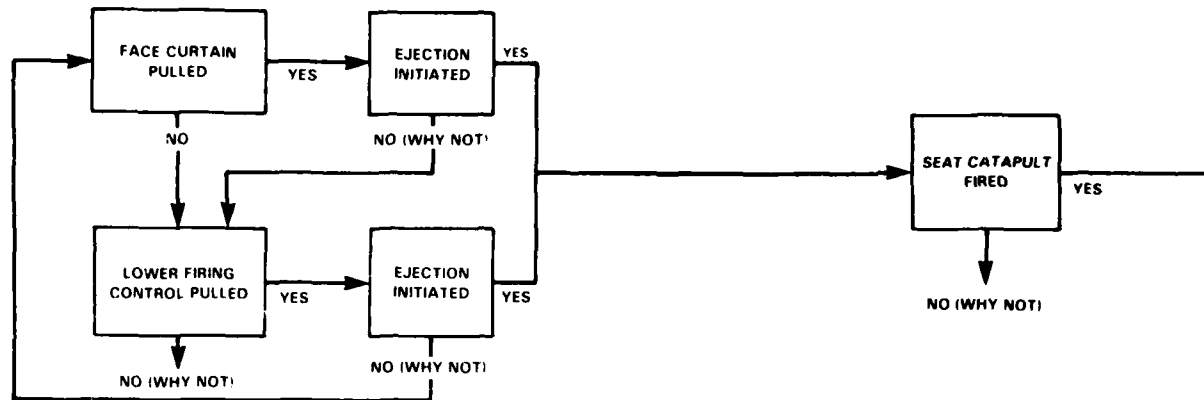 FACE CURTAIN
PULLED
YES
NO
EJECTION
INITIATED
YES
NO (WHY NOT)
LOWER FIRING
CONTROL PULLED
YES
NO (WHY NOT)
EJECTION
INITIATED
YES
NO (WHY NOT)
SEAT CATAPULT
FIRED
YES
NO (WHY NOT)